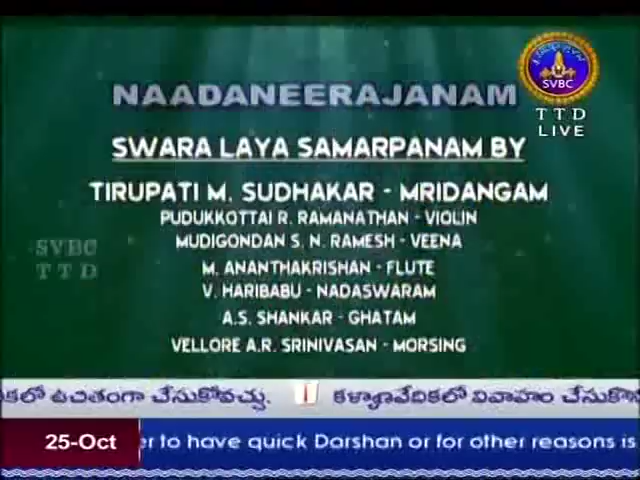 NAADANEERAJANAM
SVBC
TTD
LIVE
SWARA LAYA SAMARPANAM BY
TIRUPATI M. SUDHAKAR - MRIDANGAM
PUDUKKOTTAI R. RAMANATHAN - VIOLIN
MUDIGONDAN S. N. RAMESH - VEENA
SVBC
TTD
M. ANANTHAKRISHAN - FLUTE
V. HARIBABU - NADASWARAM
A.S. SHANKAR - GHATAM
VELLORE A.R. SRINIVASAN - MORSING
కలో ఉచితంగా చేసుకోవచ్చు. కళ్యాణవేదికలో వివాహం చేసుకొ
25-Oct er to have quick Darshan or for other reasons is